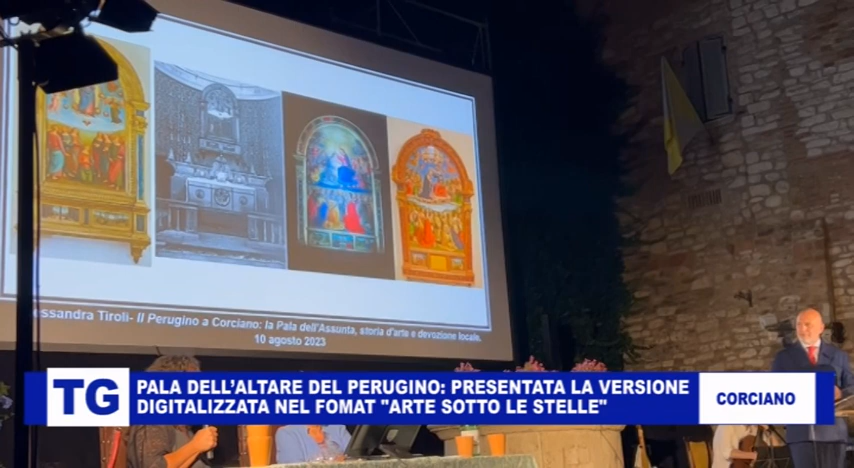 essandra Tiroli- Il Perugino a Corciano: la Pala dell'Assunta, storia d'arte e devozione locale.
10 agosto 2023
TG
PALA DELL'ALTARE DEL PERUGINO: PRESENTATA LA VERSIONE
DIGITALIZZATA NEL FOMAT "ARTE SOTTO LE STELLE"
CORCIANO